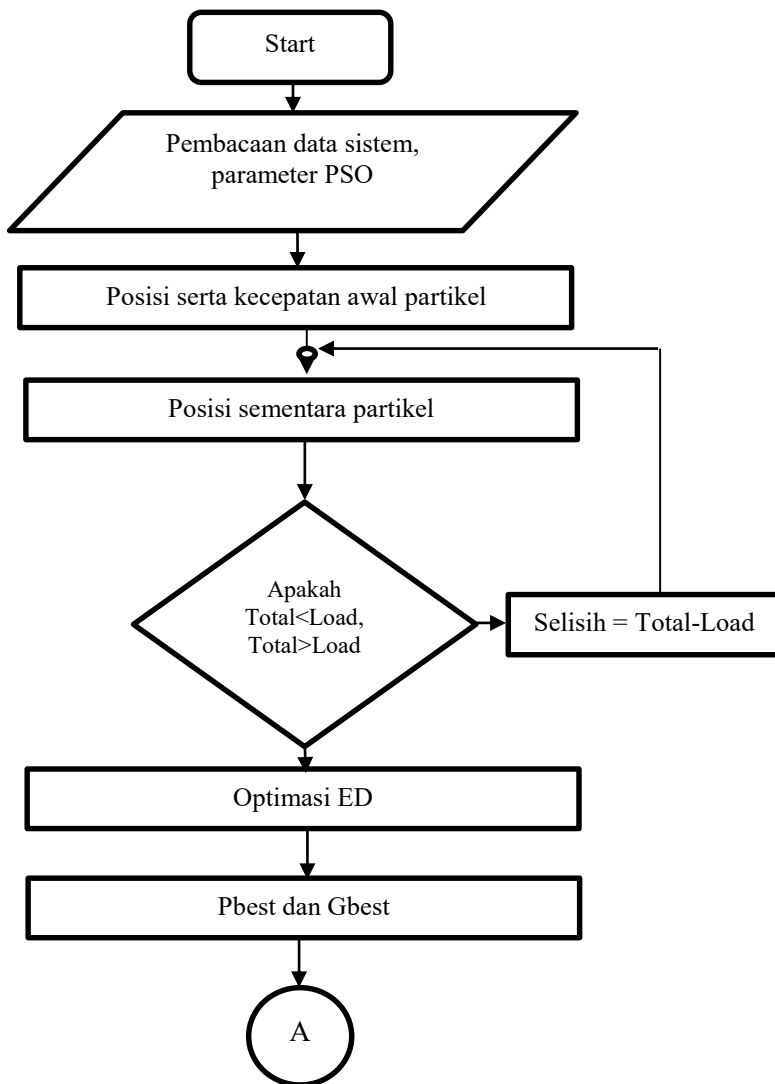 Start
Pembacaan data sistem,
parameter PSO
Posisi serta kecepatan awal partikel
Posisi sementara partikel
Apakah
Total<Load,
Total>Load
Selisih = Total-Load
Optimasi ED
Pbest dan Gbest
A